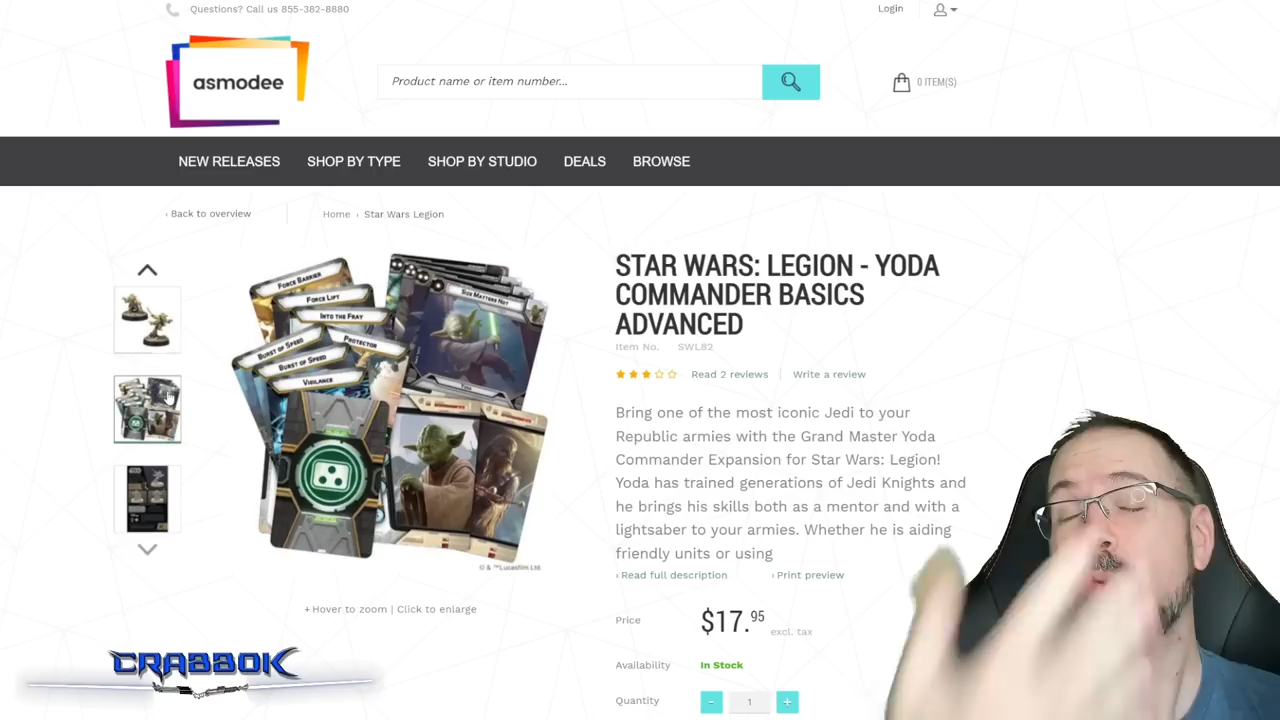 Questions? Call us 855-382-8880
Login
asmodee
Product name or item number...
0 ITEM(S)
NEW RELEASES
SHOP BY TYPE
SHOP BY STUDIO
DEALS
BROWSE
‹ Back to overview
Home › Star Wars Legion
STAR WARS: LEGION - YODA
COMMANDER BASICS
ADVANCED
Item No. SWL82
Read 2 reviews
Write a review
Bring one of the most iconic Jedi to your
Republic armies with the Grand Master Yoda
Commander Expansion for Star Wars: Legion!
Yoda has trained generations of Jedi Knights and
he brings his skills both as a mentor and with a
lightsaber to your armies. Whether he is aiding
friendly units or using
› Read full description
› Print preview
Price
$17.95
excl. tax
Availability
In Stock
Quantity
- 1 +
FORCE BARRIER
FORCE LIFT
INTO THE FRAY
PROTECTOR
BURST OF SPEED
BURST OF SPEED
VIGILANCE
SIZE MATTERS NOT
YODA
© & ™Lucasfilm Ltd.
+ Hover to zoom | Click to enlarge
CRABBOK